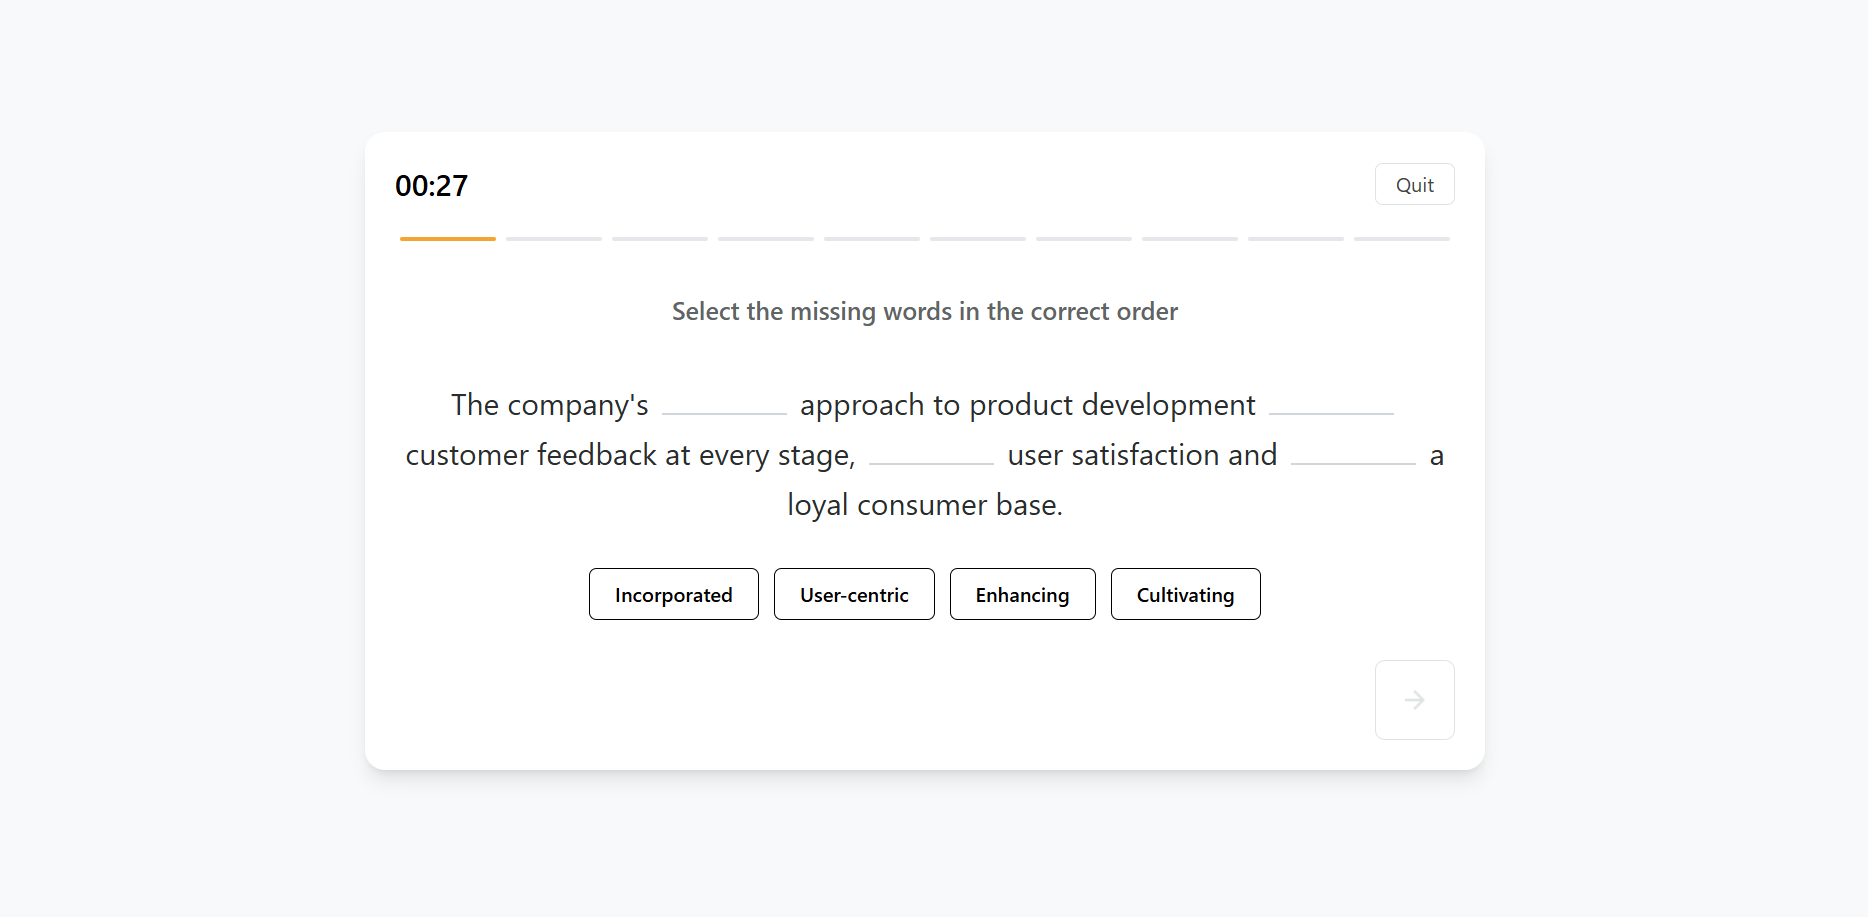 00:27
Quit
Select the missing words in the correct order
The company's ________ approach to product development ________
customer feedback at every stage, ________ user satisfaction and ________ a
loyal consumer base.
Incorporated User-centric Enhancing Cultivating